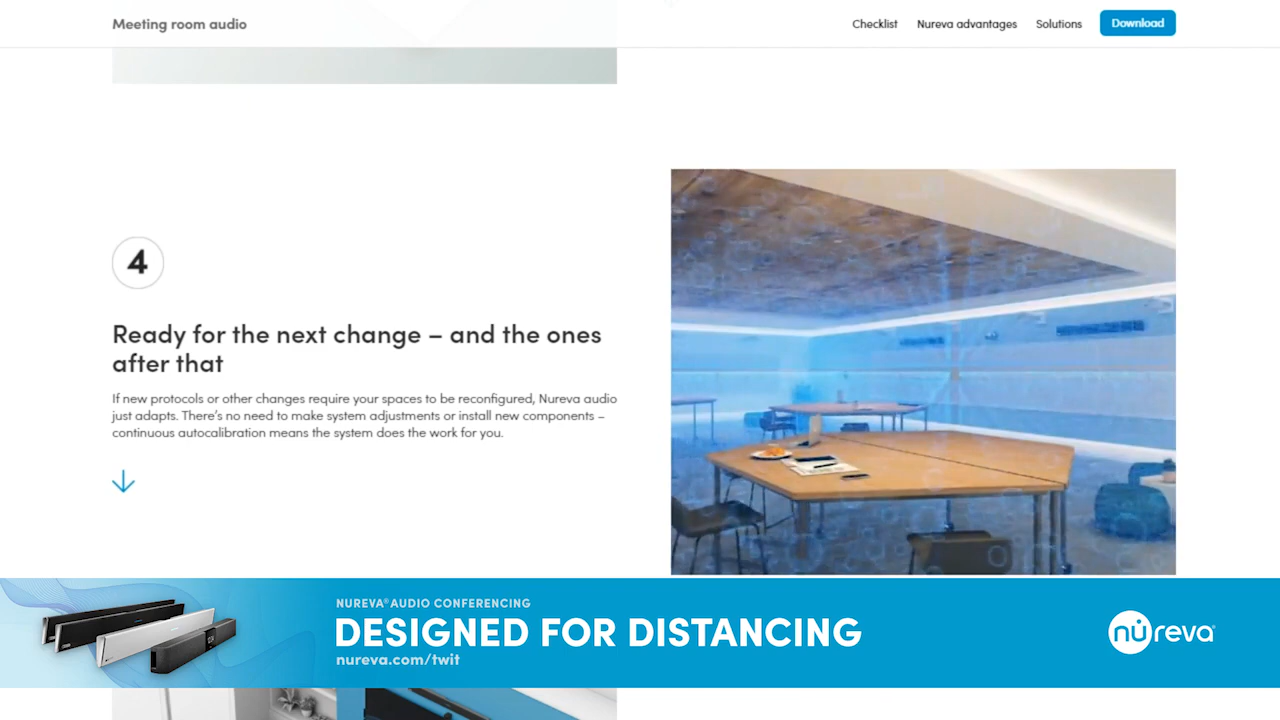 Meeting room audio
Checklist
Nureva advantages
Solutions
Download
4
Ready for the next change – and the ones
after that
If new protocols or other changes require your spaces to be reconfigured, Nureva audio
just adapts. There's no need to make system adjustments or install new components –
continuous autocalibration means the system does the work for you.
NUREVA® AUDIO CONFERENCING
DESIGNED FOR DISTANCING
nureva.com/twit
nureva®